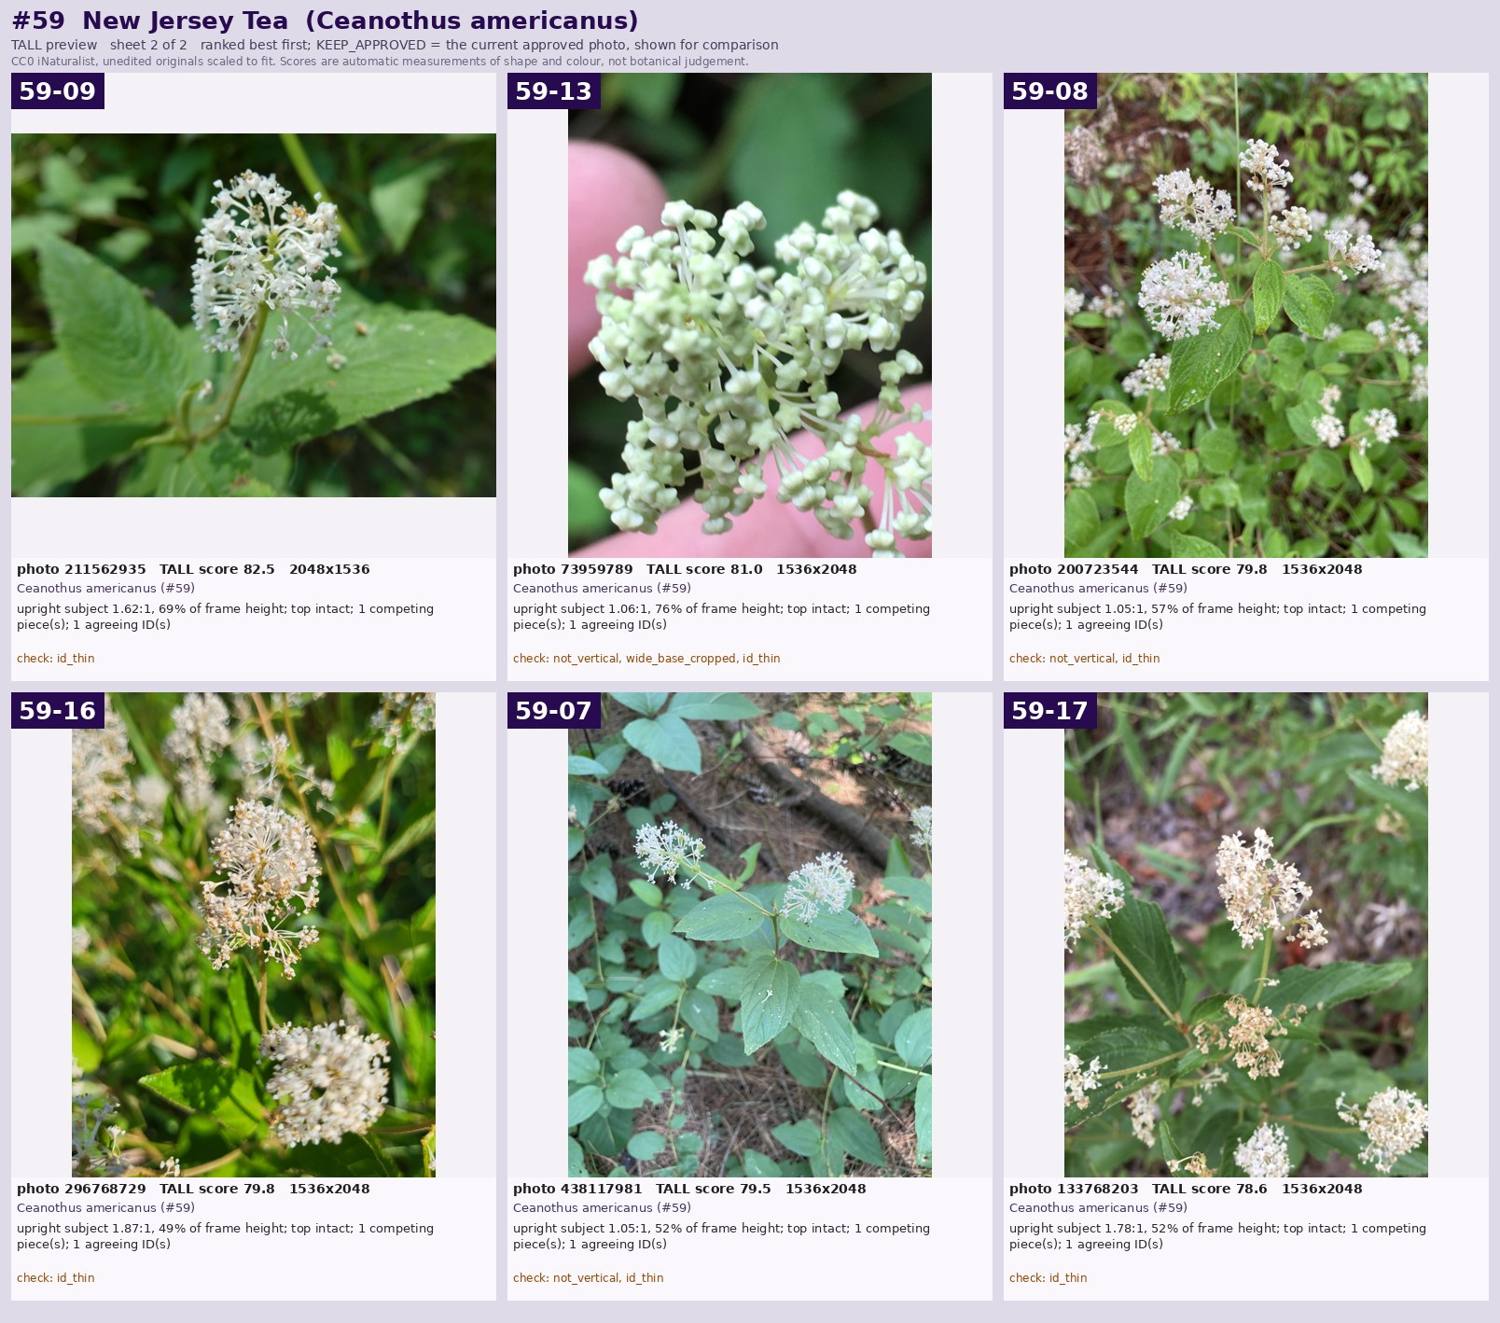 #59  New Jersey Tea  (Ceanothus americanus)
TALL preview   sheet 2 of 2   ranked best first; KEEP_APPROVED = the current approved photo, shown for comparison
CC0 iNaturalist, unedited originals scaled to fit. Scores are automatic measurements of shape and colour, not botanical judgement.
59-09
photo 211562935   TALL score 82.5   2048x1536
Ceanothus americanus (#59)
upright subject 1.62:1, 69% of frame height; top intact; 1 competing
piece(s); 1 agreeing ID(s)
check: id_thin
59-13
photo 73959789   TALL score 81.0   1536x2048
Ceanothus americanus (#59)
upright subject 1.06:1, 76% of frame height; top intact; 1 competing
piece(s); 1 agreeing ID(s)
check: not_vertical, wide_base_cropped, id_thin
59-08
photo 200723544   TALL score 79.8   1536x2048
Ceanothus americanus (#59)
upright subject 1.05:1, 57% of frame height; top intact; 1 competing
piece(s); 1 agreeing ID(s)
check: not_vertical, id_thin
59-16
photo 296768729   TALL score 79.8   1536x2048
Ceanothus americanus (#59)
upright subject 1.87:1, 49% of frame height; top intact; 1 competing
piece(s); 1 agreeing ID(s)
check: id_thin
59-07
photo 438117981   TALL score 79.5   1536x2048
Ceanothus americanus (#59)
upright subject 1.05:1, 52% of frame height; top intact; 1 competing
piece(s); 1 agreeing ID(s)
check: not_vertical, id_thin
59-17
photo 133768203   TALL score 78.6   1536x2048
Ceanothus americanus (#59)
upright subject 1.78:1, 52% of frame height; top intact; 1 competing
piece(s); 1 agreeing ID(s)
check: id_thin